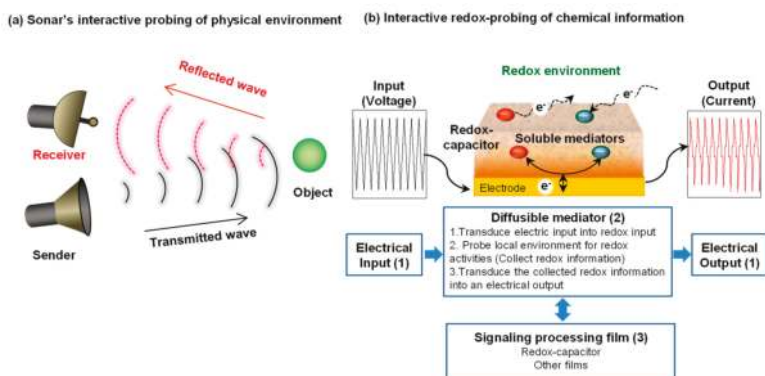 (a) Sonar's interactive probing of physical environment
Reflected wave
Receiver
Object
Transmitted wave
Sender
(b) Interactive redox-probing of chemical information
Input
(Voltage)
Redox environment
Output
(Current)
e-
e-
Redox-
capacitor
Soluble mediators
Electrode
e-
Electrical
Input (1)
Diffusible mediator (2)
1.Transduce electric input into redox input
2. Probe local environment for redox
activities (Collect redox information)
3.Transduce the collected redox information
into an electrical output
Electrical
Output (1)
Signaling processing film (3)
Redox-capacitor
Other films